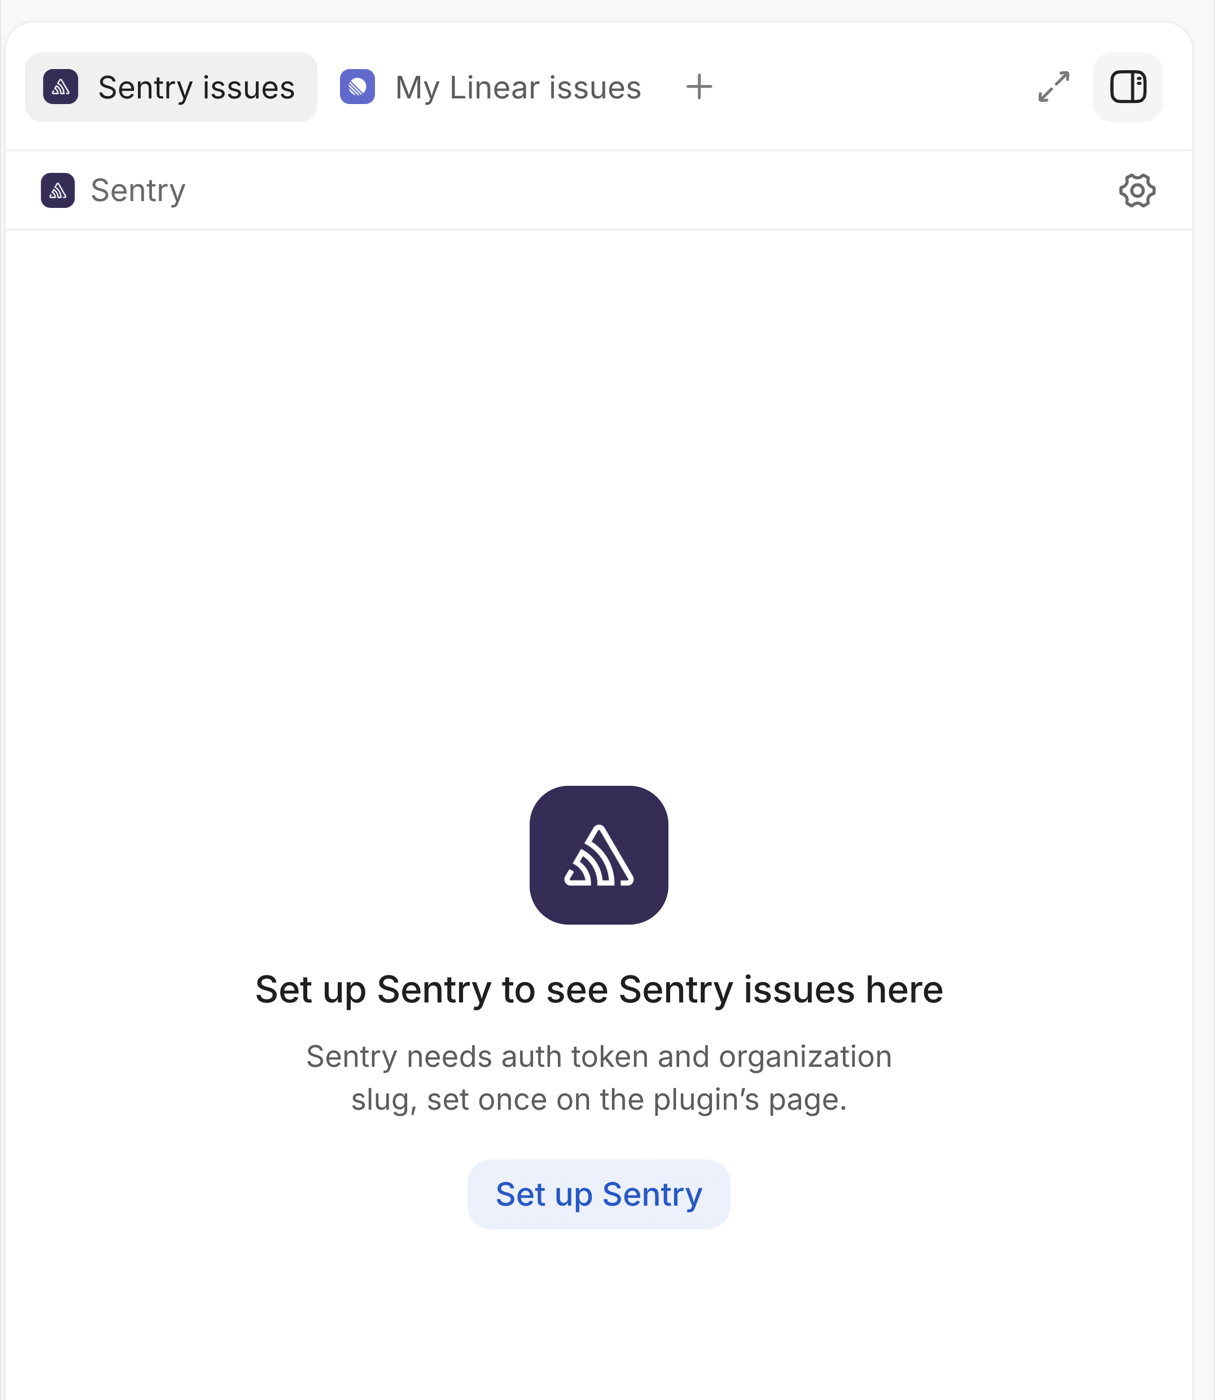 Sentry issues
My Linear issues
Sentry
Set up Sentry to see Sentry issues here
Sentry needs auth token and organization
slug, set once on the plugin’s page.
Set up Sentry